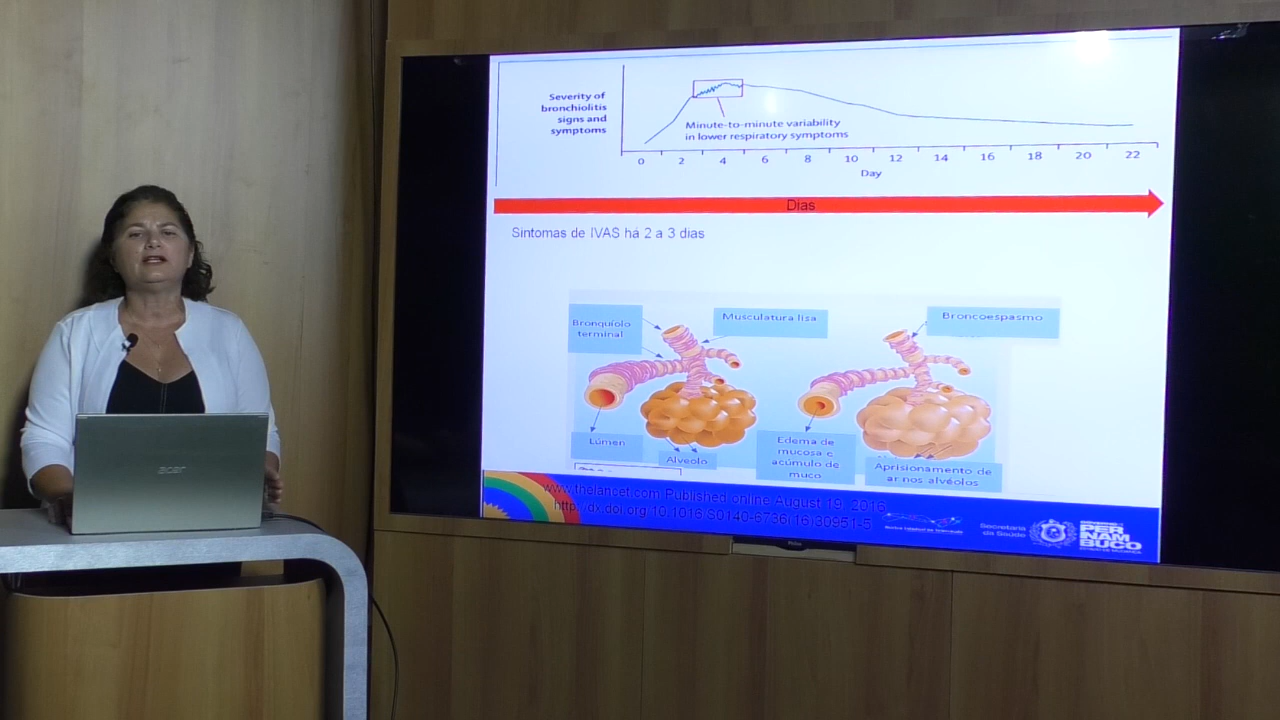 Severity of
bronchiolitis
signs and
symptoms
Minute-to-minute variability
in lower respiratory symptoms
0 2 4 6 8 10 12 14 16 18 20 22
Day
Dias
Sintomas de IVAS há 2 a 3 dias
Bronquíolo
terminal
Musculatura lisa
Broncoespasmo
Lúmen
Alveolo
Edema de
mucosa e
acúmulo de
muco
Aprisionamento de
ar nos alvéolos
www.thelancet.com Published online August 19, 2016
http://dx.doi.org/10.1016/S0140-6736(16)30951-5
Secretaria
da Saúde
PER
NAM
BUCO
acer